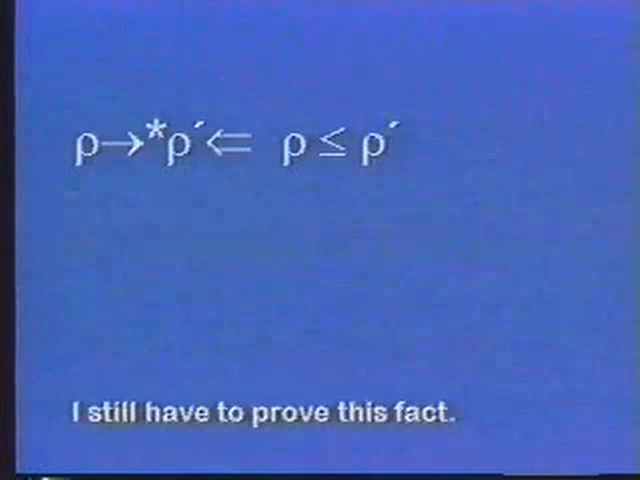 ρ→*ρ´⇐ ρ ≤ ρ´
I still have to prove this fact.